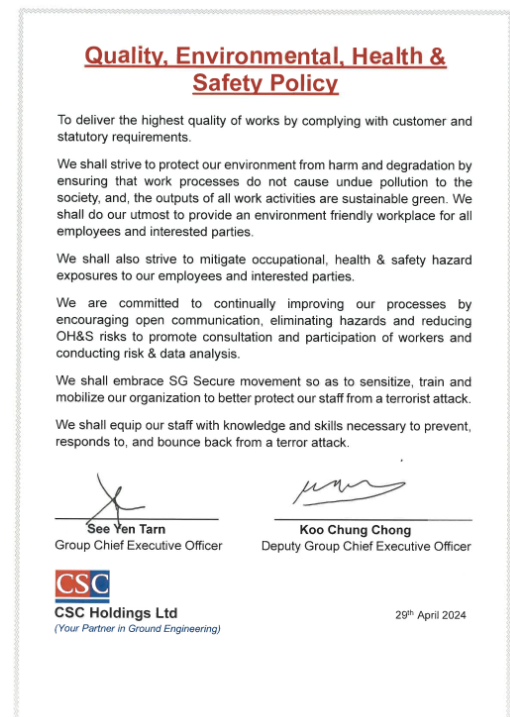 Quality, Environmental, Health &
Safety Policy
To deliver the highest quality of works by complying with customer and
statutory requirements.
We shall strive to protect our environment from harm and degradation by
ensuring that work processes do not cause undue pollution to the
society, and, the outputs of all work activities are sustainable green. We
shall do our utmost to provide an environment friendly workplace for all
employees and interested parties.
We shall also strive to mitigate occupational, health & safety hazard
exposures to our employees and interested parties.
We are committed to continually improving our processes by
encouraging open communication, eliminating hazards and reducing
OH&S risks to promote consultation and participation of workers and
conducting risk & data analysis.
We shall embrace SG Secure movement so as to sensitize, train and
mobilize our organization to better protect our staff from a terrorist attack.
We shall equip our staff with knowledge and skills necessary to prevent,
responds to, and bounce back from a terror attack.
See Yen Tarn
Group Chief Executive Officer
Koo Chung Chong
Deputy Group Chief Executive Officer
CSC
CSC Holdings Ltd
(Your Partner in Ground Engineering)
29th April 2024